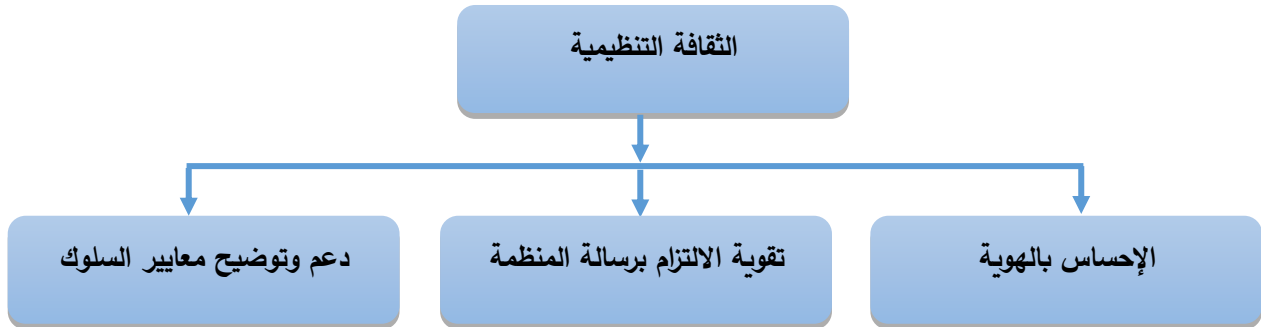 الثقافة التنظيمية
الإحساس بالهوية
تقوية الالتزام برسالة المنظمة
دعم وتوضيح معايير السلوك